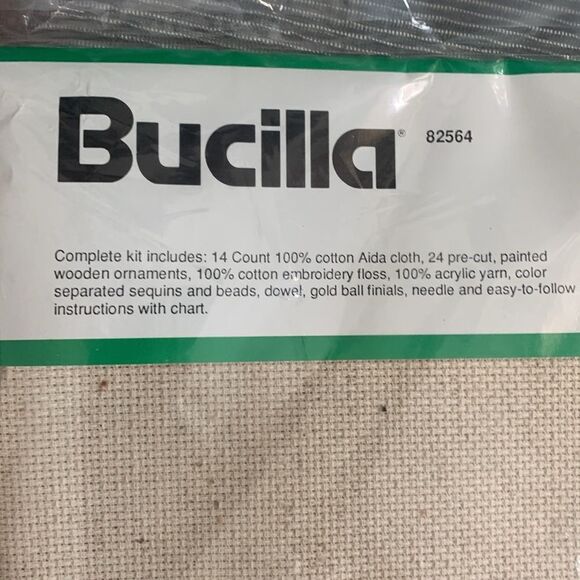 Bucilla® 82564
Complete kit includes: 14 Count 100% cotton Aida cloth, 24 pre-cut, painted
wooden ornaments, 100% cotton embroidery floss, 100% acrylic yarn, color
separated sequins and beads, dowel, gold ball finials, needle and easy-to-follow
instructions with chart.